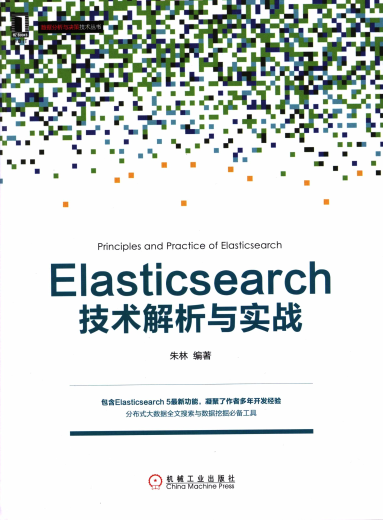 技术丛书
Principles and Practice of Elasticsearch
Elasticsearch
技术解析与实战
朱林 编著
包含Elasticsearch 5最新功能，凝聚了作者多年开发经验
分布式大数据全文搜索与数据挖掘必备工具
机械工业出版社
China Machine Press